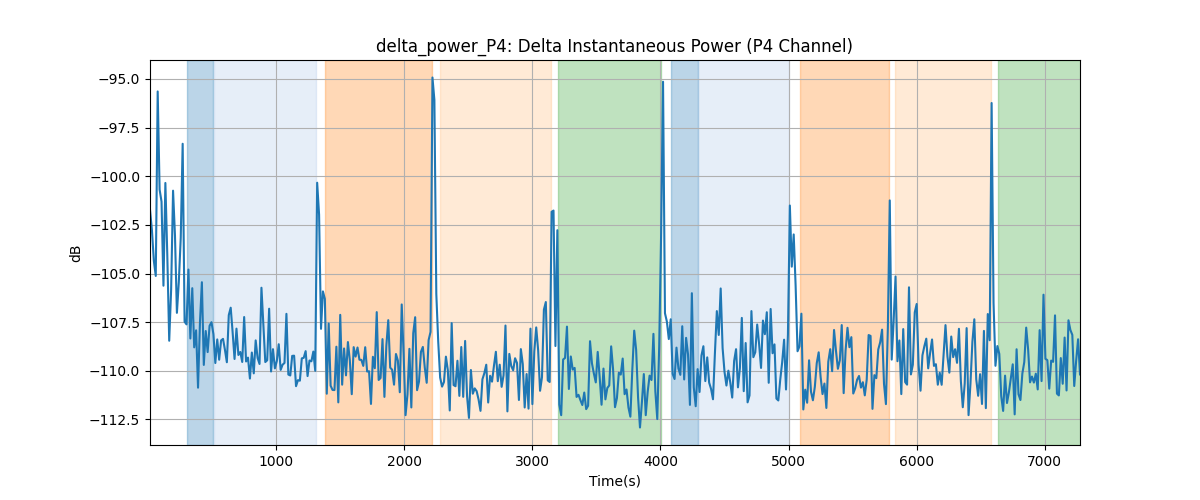 delta_power_P4: Delta Instantaneous Power (P4 Channel)
−95.0
−97.5
−100.0
−102.5
−105.0
−107.5
−110.0
−112.5
dB
1000 2000 3000 4000 5000 6000 7000
Time(s)